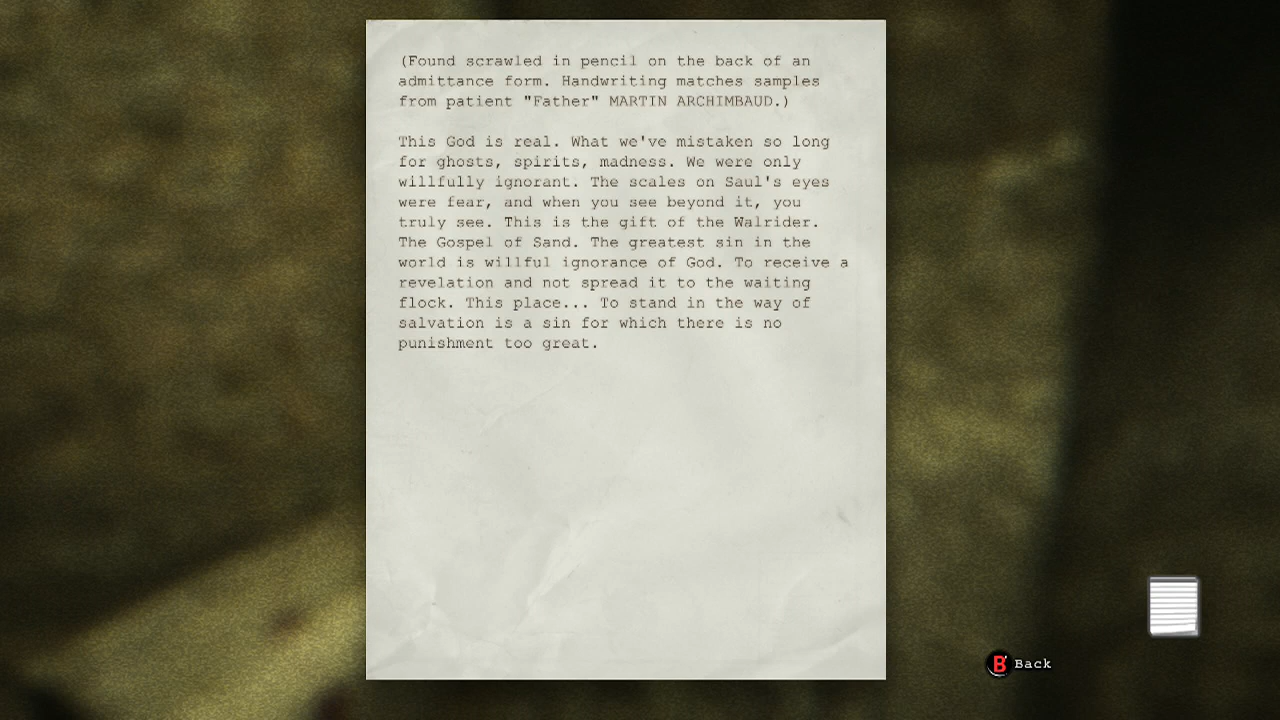 (Found scrawled in pencil on the back of an
admittance form. Handwriting matches samples
from patient "Father" MARTIN ARCHIMBAUD.)
This God is real. What we've mistaken so long
for ghosts, spirits, madness. We were only
willfully ignorant. The scales on Saul's eyes
were fear, and when you see beyond it, you
truly see. This is the gift of the Walrider.
The Gospel of Sand. The greatest sin in the
world is willful ignorance of God. To receive a
revelation and not spread it to the waiting
flock. This place... To stand in the way of
salvation is a sin for which there is no
punishment too great.
B Back